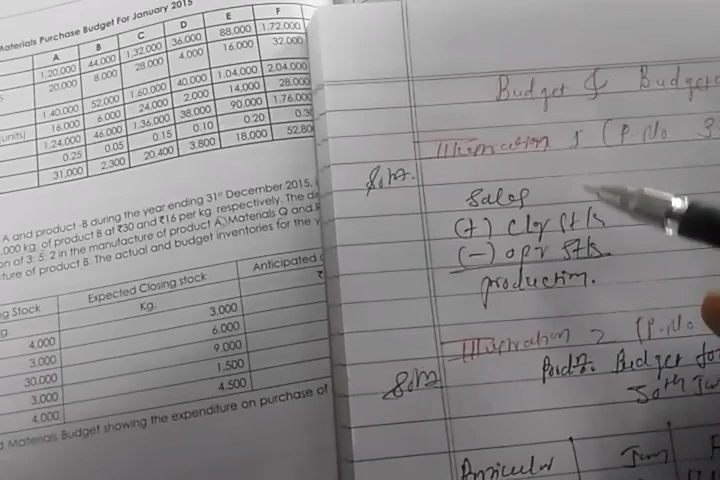 Materials Purchase Budget For January 2015
A B C D E F
1,20,000 44,000 1,32,000 36,000 88,000 1,72,000
20,000 8,000 28,000 4,000 16,000 32,000
1,40,000 52,000 1,60,000 40,000 1,04,000 2,04,000
(units) 16,000 6,000 24,000 2,000 14,000 28,000
1,24,000 46,000 1,36,000 38,000 90,000 1,76,000
0.25 0.05 0.15 0.10 0.20
31,000 2,300 20,400 3,800 18,000 52,80
A and product -B during the year ending 31st December 2015.
,000 kg. of product B at ₹30 and ₹16 per kg respectively. The d
on of 3: 5: 2 in the manufacture of product A. Materials Q and
ture of product B. The actual and budget inventories for the y
g Stock Expected Closing stock Anticipated
g. Kg. ₹
4,000 3,000
3,000 6,000
30,000 9,000
3,000 1,500
4,000 4,500
d Materials Budget showing the expenditure on purchase of
Budget & Budget
Illustration 1 (P.No 3
Soln.
Sales
(+) Clg stk
(-) opg stk
production.
Illustration 2 (P.No
Soln
Prodn. Budget for
Particular Jan